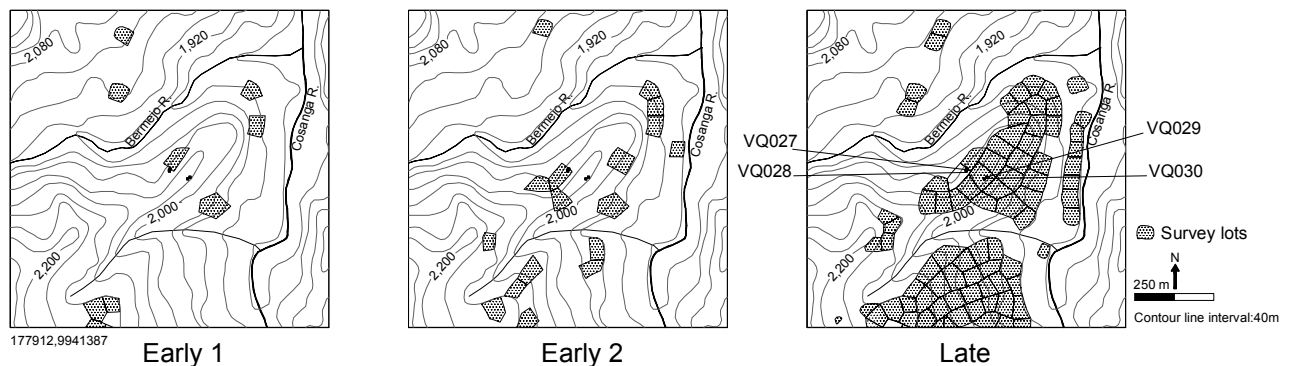 2,080
1,920
Bermejo R.
Cosanga R.
2,000
2,200
177912,9941387
Early 1
2,080
1,920
Bermejo R.
Cosanga R.
2,000
2,200
Early 2
2,080
1,920
Bermejo R.
Cosanga R.
VQ027
VQ028
VQ029
VQ030
2,000
2,200
Late
Survey lots
N
250 m
Contour line interval:40m